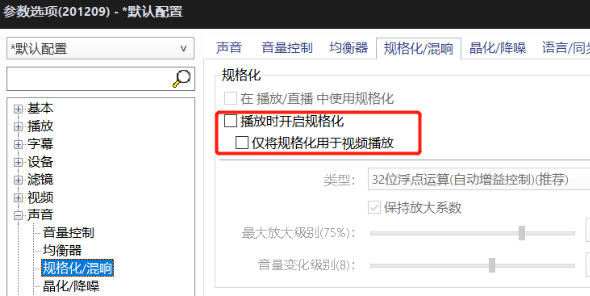 参数选项(201209) - *默认配置
*默认配置
声音 音量控制 均衡器 规格化/混响 晶化/降噪 语言/同步
规格化
在 播放/直播 中使用规格化
播放时开启规格化
仅将规格化用于视频播放
类型: 32位浮点运算(自动增益控制)(推荐)
保持放大系数
最大放大级别(75%):
音量变化级别(8):
基本
播放
字幕
设备
滤镜
视频
声音
音量控制
均衡器
规格化/混响
晶化/降噪